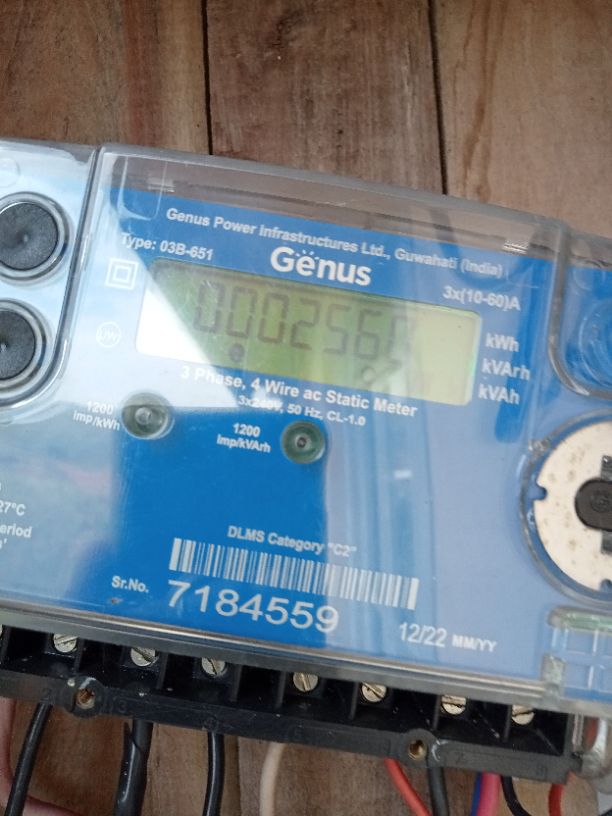 Genus Power Infrastructures Ltd., Guwahati (India)
Type: 03B-651
Genus
3x(10-60)A
kWh
kVArh
kVAh
3 Phase, 4 Wire ac Static Meter
3x240V, 50 Hz, CL-1.0
1200
imp/kWh
1200
imp/kVArh
27°C
DLMS Category "C2"
Sr.No. 7184559
12/22 MM/YY